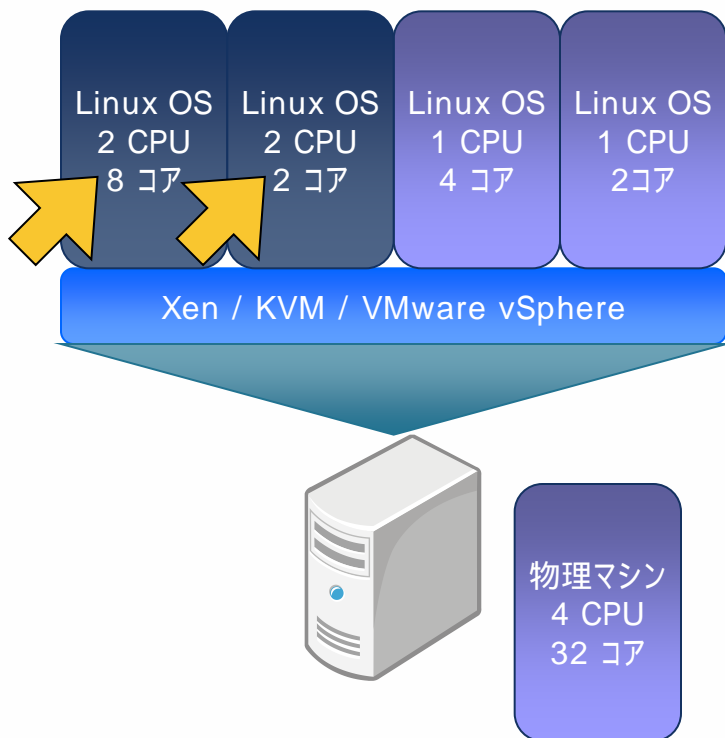 Linux OS
2 CPU
8 コア
Linux OS
2 CPU
2 コア
Linux OS
1 CPU
4 コア
Linux OS
1 CPU
2コア
Xen / KVM / VMware vSphere
物理マシン
4 CPU
32 コア